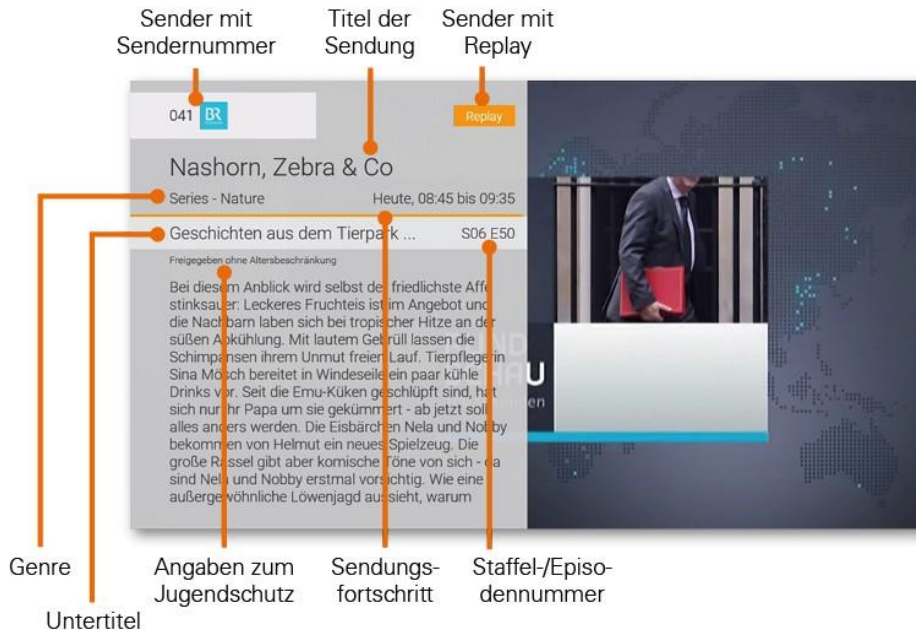 Sender mit
Sendernummer
Titel der
Sendung
Sender mit
Replay
041 BR
Replay
Nashorn, Zebra & Co
Series - Nature Heute, 08:45 bis 09:35
Geschichten aus dem Tierpark ... S06 E50
Freigegeben ohne Altersbeschränkung
Bei diesem Anblick wird selbst der friedlichste Affe
stinksauer: Leckeres Fruchteis ist im Angebot und
die Nachbarn laben sich bei tropischer Hitze an der
süßen Abkühlung. Mit lautem Gebrüll lassen die
Schimpansen ihrem Unmut freien Lauf. Tierpflegerin
Sina Mösch bereitet in Windeseile ein paar kühle
Drinks vor. Seit die Emu-Küken geschlüpft sind, hat
sich nur ihr Papa um sie gekümmert - ab jetzt soll
alles anders werden. Die Eisbärchen Nela und Nobby
bekommen von Helmut ein neues Spielzeug. Die
große Rassel gibt aber komische Töne von sich - da
sind Nela und Nobby erstmal vorsichtig. Wie eine
außergewöhnliche Löwenjagd aussieht, warum
Genre
Angaben zum
Jugendschutz
Sendungs-
fortschritt
Staffel-/Episo-
dennummer
Untertitel